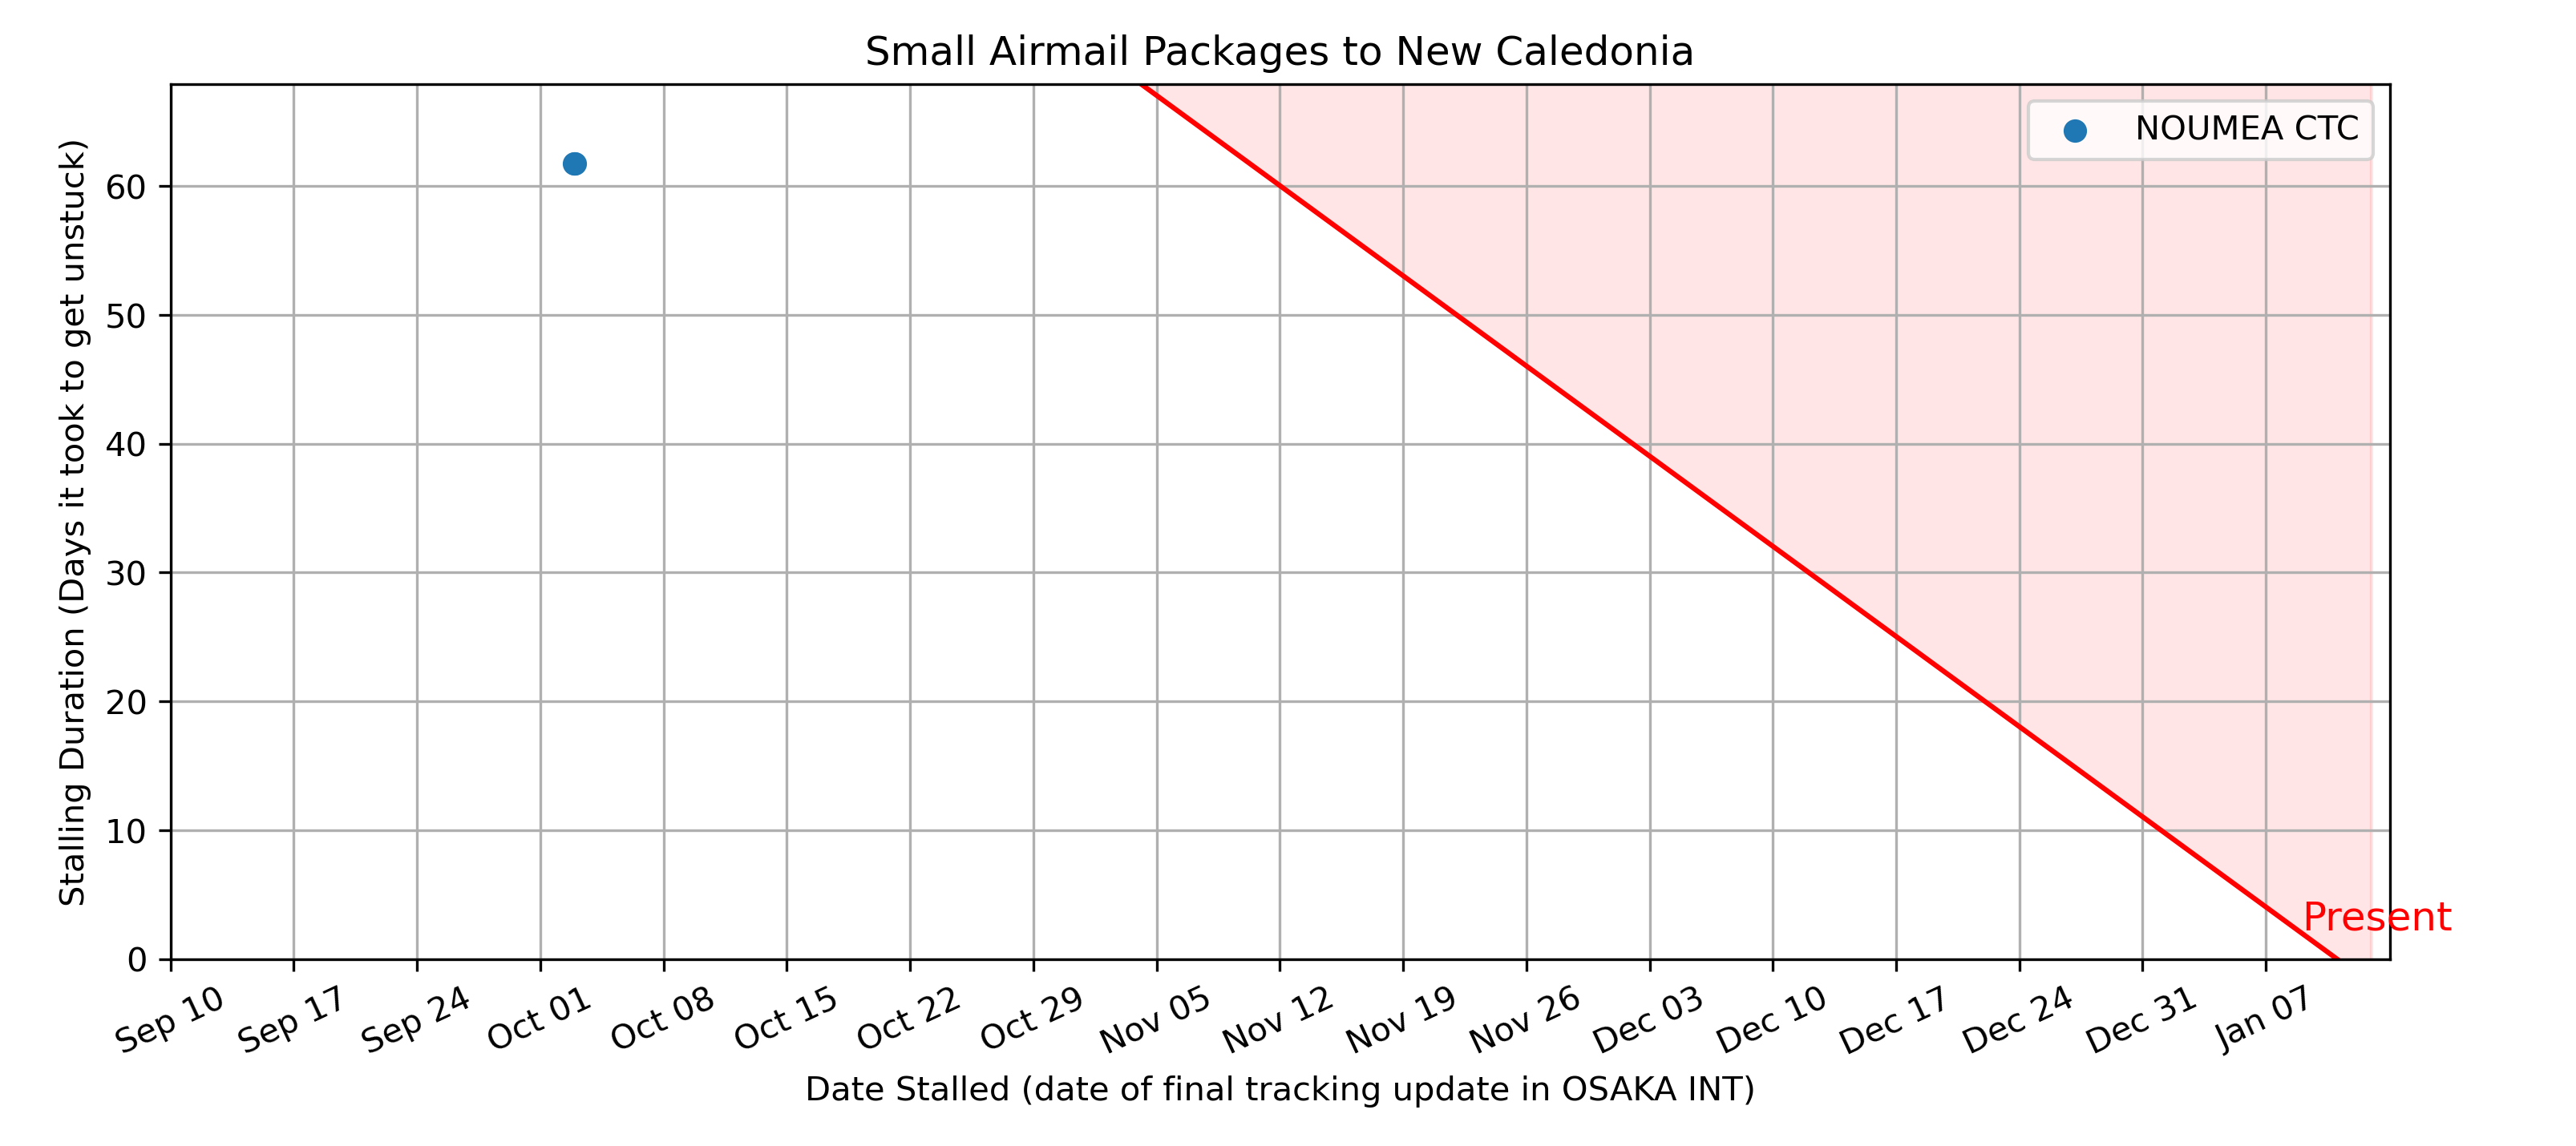 Small Airmail Packages to New Caledonia
NOUMEA CTC
Stalling Duration (Days it took to get unstuck)
60
50
40
30
20
10
0
Present
Sep 10
Sep 17
Sep 24
Oct 01
Oct 08
Oct 15
Oct 22
Oct 29
Nov 05
Nov 12
Nov 19
Nov 26
Dec 03
Dec 10
Dec 17
Dec 24
Dec 31
Jan 07
Date Stalled (date of final tracking update in OSAKA INT)